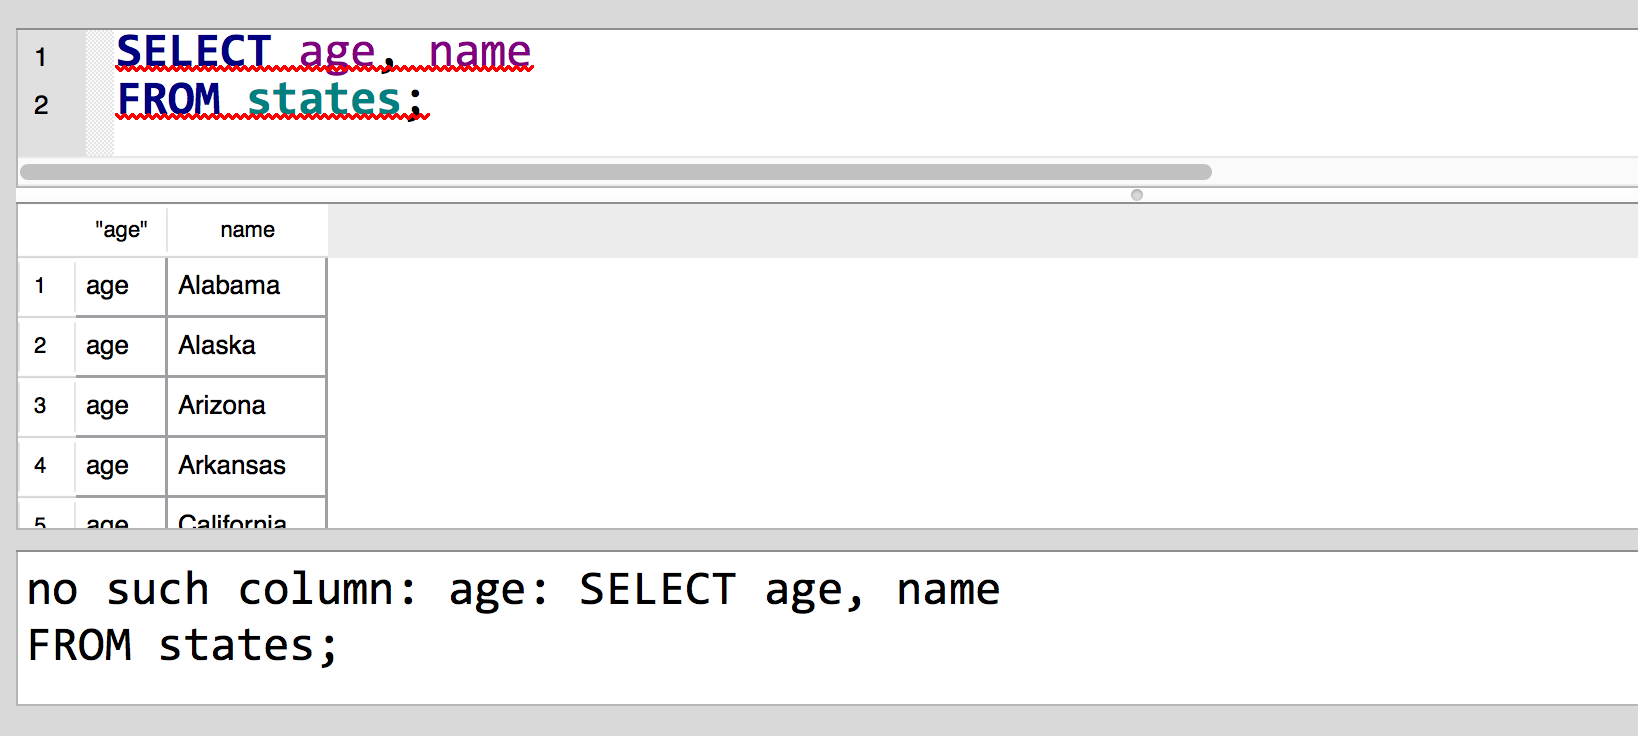 1 SELECT age, name
2 FROM states;
"age" name
1 age Alabama
2 age Alaska
3 age Arizona
4 age Arkansas
5 age California
no such column: age: SELECT age, name
FROM states;